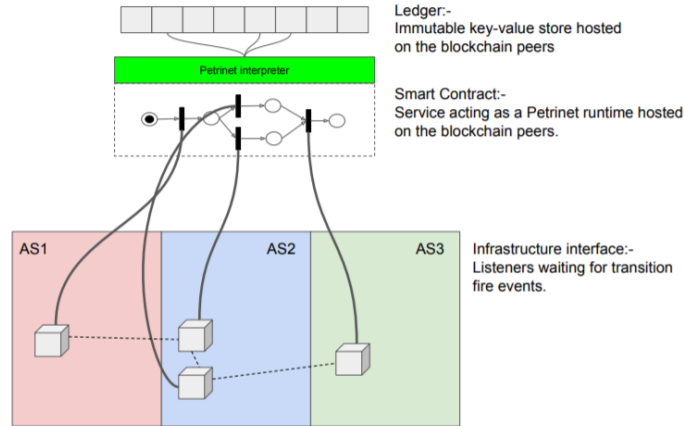 Ledger:-
Immutable key-value store hosted
on the blockchain peers
Petrinet interpreter
Smart Contract:-
Service acting as a Petrinet runtime hosted
on the blockchain peers.
AS1
AS2
AS3
Infrastructure interface:-
Listeners waiting for transition
fire events.